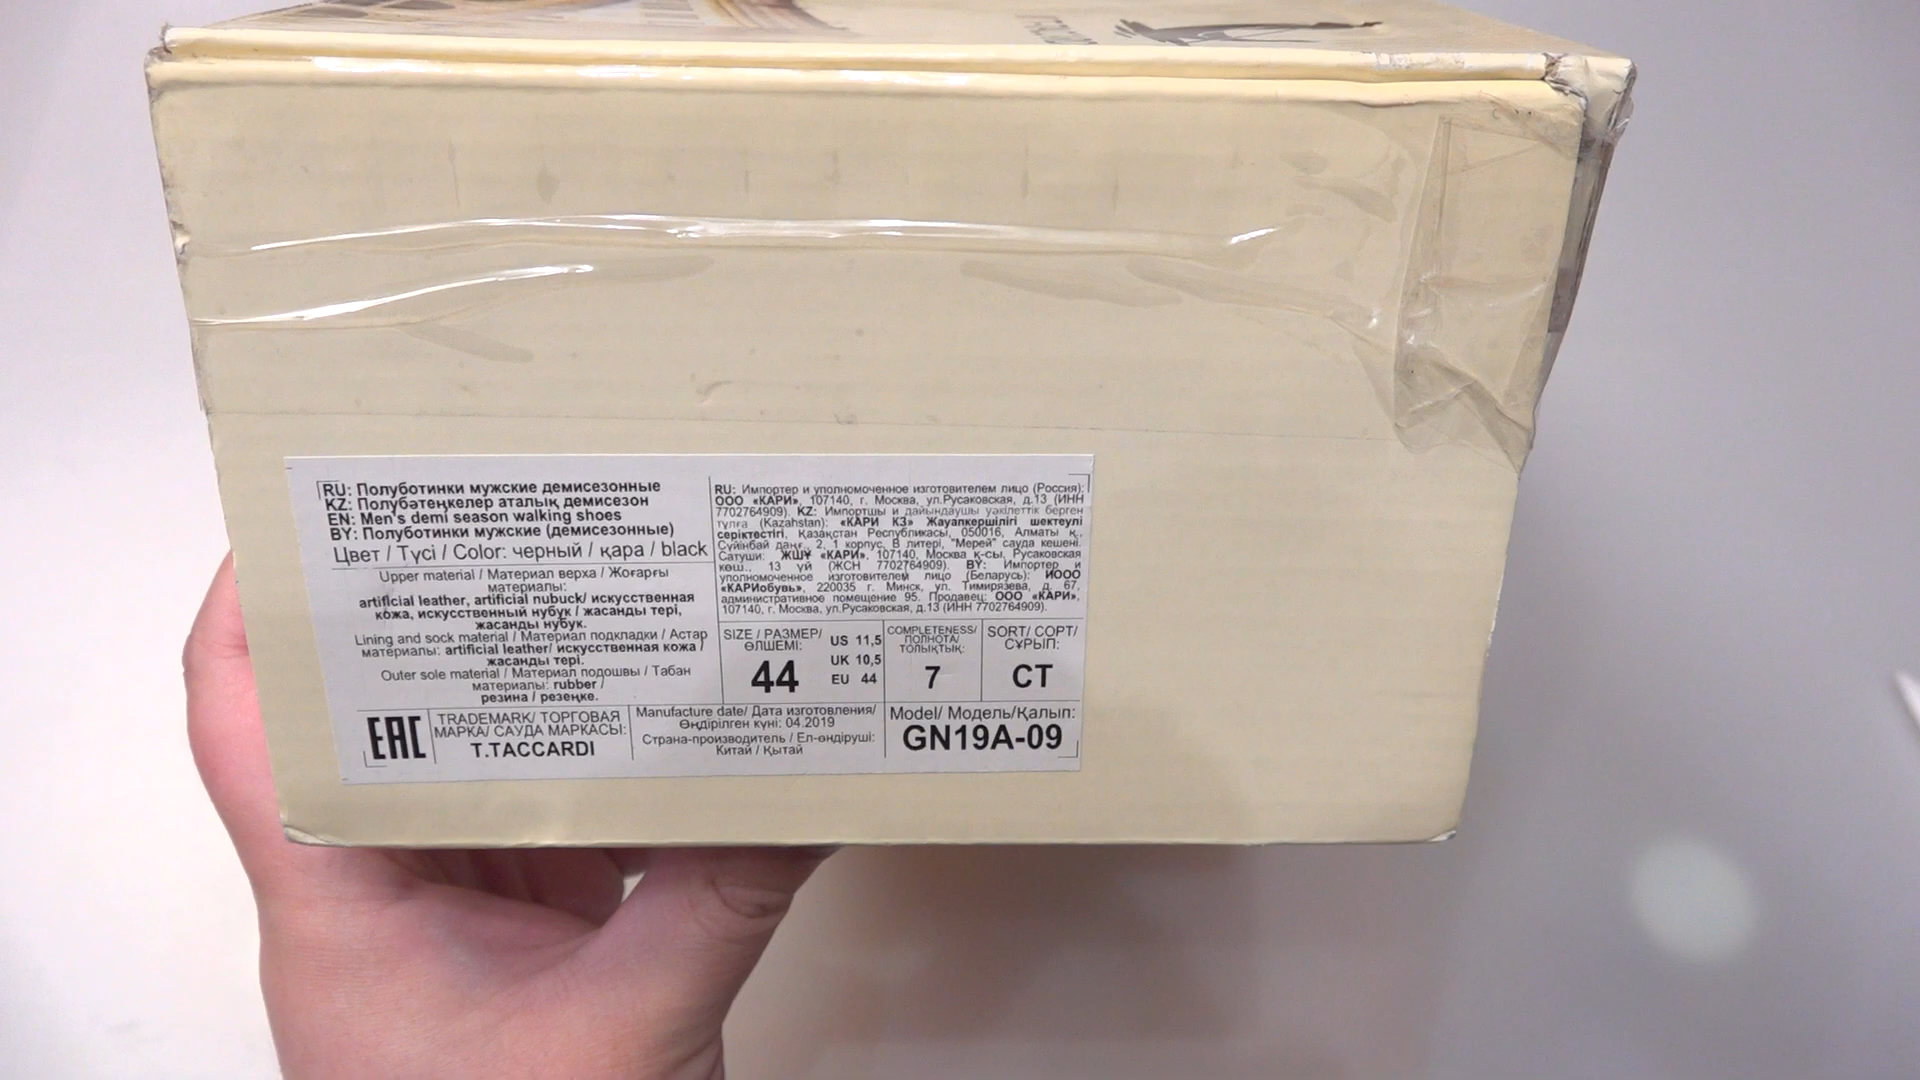 RU: Полуботинки мужские демисезонные
KZ: Полубәтеңкелер аталық демисезон
EN: Men's demi season walking shoes
BY: Полуботинки мужские (демисезонные)
Цвет / Түсі / Color: черный / қара / black
Upper material / Материал верха / Жоғарғы
материалы:
artificial leather, artificial nubuck/ искусственная
кожа, искусственный нубук / жасанды тері,
жасанды нубук.
Lining and sock material / Материал подкладки / Астар
материалы: artificial leather/ искусственная кожа /
жасанды тері.
Outer sole material / Материал подошвы / Табан
материалы: rubber /
резина / резеңке.
EAC
TRADEMARK/ ТОРГОВАЯ
МАРКА/ САУДА МАРКАСЫ:
T.TACCARDI
Manufacture date/ Дата изготовления/
Өндірілген күні: 04.2019
Страна-производитель / Ел-өндіруші:
Китай / Қытай
RU: Импортер и уполномоченное изготовителем лицо (Россия):
ООО «КАРИ», 107140, г. Москва, ул.Русаковская, д.13 (ИНН
7702764909). KZ: Импортшы и дайындаушы уәкілеттік берген
тұлға (Kazahstan): «КАРИ КЗ» Жауапкершілігі шектеулі
серіктестігі, Қазақстан Республикасы, 050016, Алматы қ.,
Сүйінбай даңғ., 2, 1 корпус, В литері, "Мерей" сауда кешені.
Сатушы: ЖШҰ «КАРИ», 107140, Москва қ-сы, Русаковская
көш., 13 үй (ЖСН 7702764909). BY: Импортер и
уполномоченное изготовителем лицо (Беларусь): ИООО
«КАРИобувь», 220035 г. Минск, ул. Тимирязева, д. 67,
административное помещение 95. Продавец: ООО «КАРИ»,
107140, г. Москва, ул.Русаковская, д.13 (ИНН 7702764909).
SIZE / РАЗМЕР/
ӨЛШЕМІ:
44
US 11,5
UK 10,5
EU 44
COMPLETENESS/
ПОЛНОТА/
ТОЛЫҚТЫҚ:
7
SORT/ СОРТ/
СҰРЫП:
СТ
Model/ Модель/Қалып:
GN19A-09